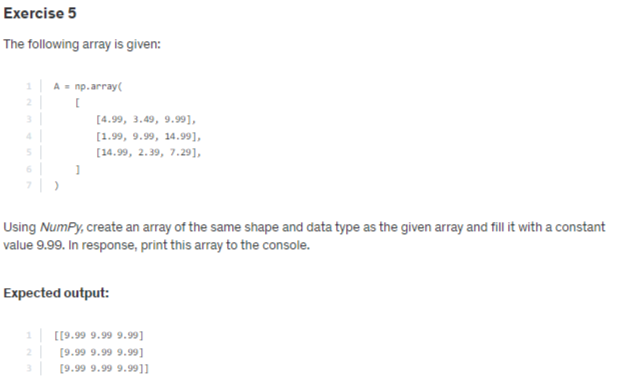 Exercise 5
The following array is given:
1 A = np.array(
2 [
3 [4.99, 3.49, 9.99],
4 [1.99, 9.99, 14.99],
5 [14.99, 2.39, 7.29],
6 ]
7 )
Using NumPy, create an array of the same shape and data type as the given array and fill it with a constant
value 9.99. In response, print this array to the console.
Expected output:
1 [[9.99 9.99 9.99]
2 [9.99 9.99 9.99]
3 [9.99 9.99 9.99]]